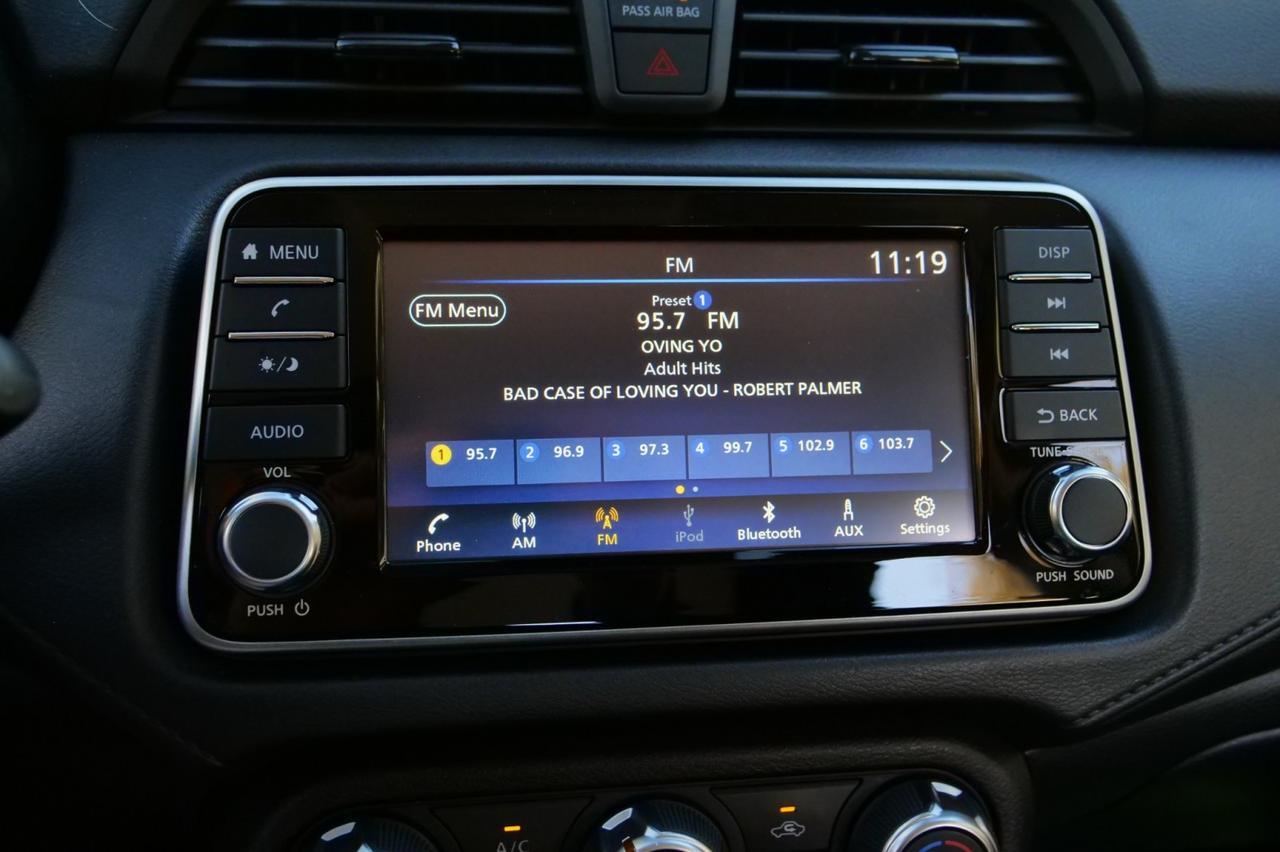 PASS AIR BAG
MENU
AUDIO
VOL
PUSH
FM
11:19
FM Menu
Preset 1
95.7 FM
OVING YO
Adult Hits
BAD CASE OF LOVING YOU - ROBERT PALMER
1 95.7 2 96.9 3 97.3 4 99.7 5 102.9 6 103.7
Phone AM FM iPod Bluetooth AUX Settings
DISP
BACK
PUSH SOUND
A/C